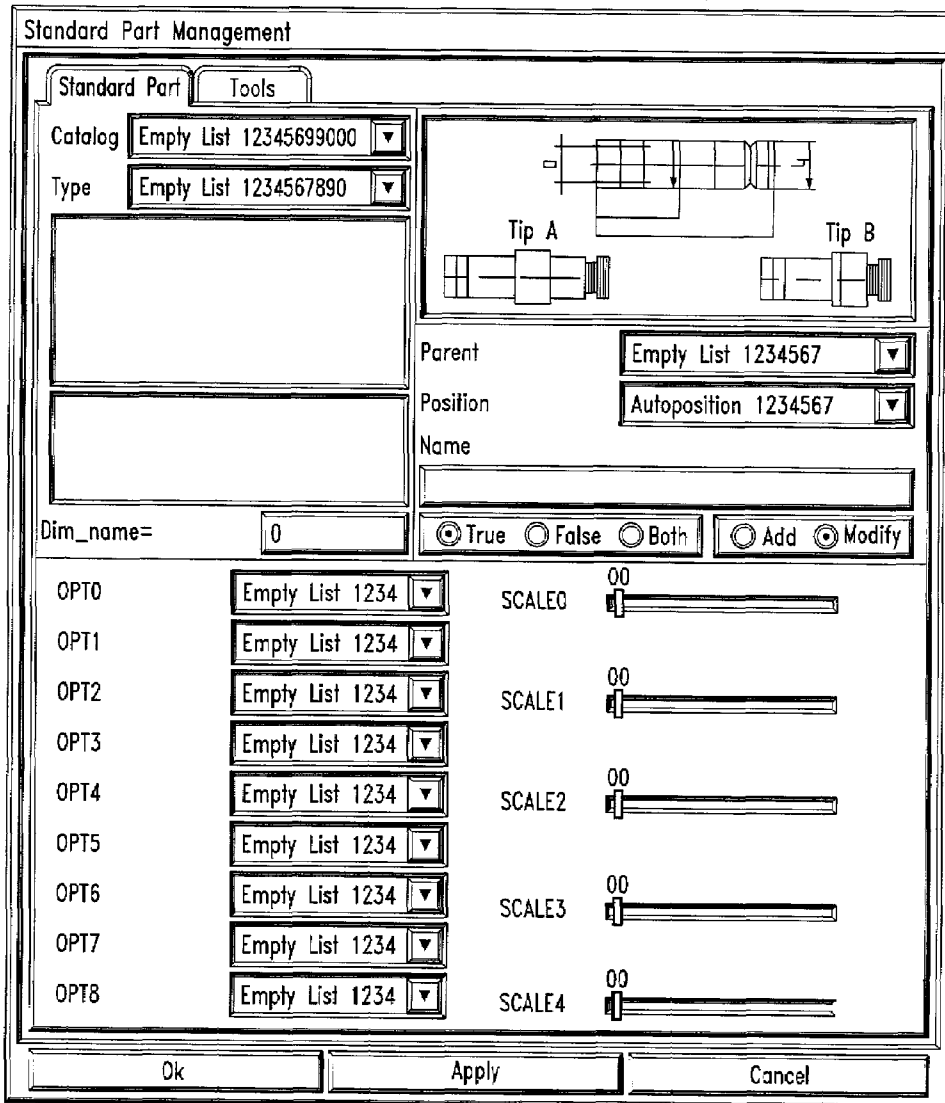 Standard Part Management
Standard Part
Tools
Catalog
Empty List 12345699000
Type
Empty List 1234567890
Tip A
Tip B
Parent
Empty List 1234567
Position
Autoposition 1234567
Name
Dim_name=
0
True
False
Both
Add
Modify
OPT0
Empty List 1234
SCALE0
00
OPT1
Empty List 1234
OPT2
Empty List 1234
SCALE1
00
OPT3
Empty List 1234
OPT4
Empty List 1234
SCALE2
00
OPT5
Empty List 1234
OPT6
Empty List 1234
SCALE3
00
OPT7
Empty List 1234
OPT8
Empty List 1234
SCALE4
00
Ok
Apply
Cancel